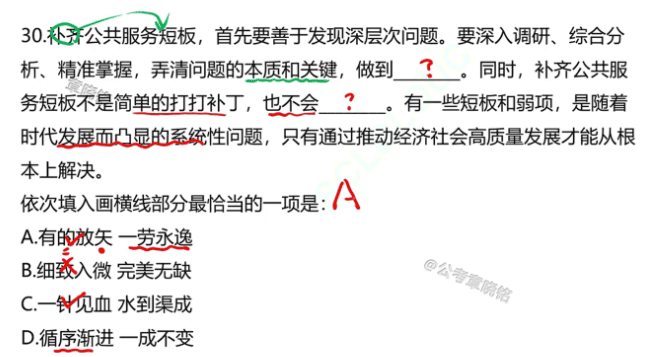 30.补齐公共服务短板，首先要善于发现深层次问题。要深入调研、综合分
析、精准掌握，弄清问题的本质和关键，做到______？______。同时，补齐公共服
务短板不是简单的打打补丁，也不会______？______。有一些短板和弱项，是随着
时代发展而凸显的系统性问题，只有通过推动经济社会高质量发展才能从根
本上解决。
依次填入画横线部分最恰当的一项是：A
A.有的放矢 一劳永逸
B.细致入微 完美无缺
C.一针见血 水到渠成
D.循序渐进 一成不变
章晓铭
@公考章晓铭